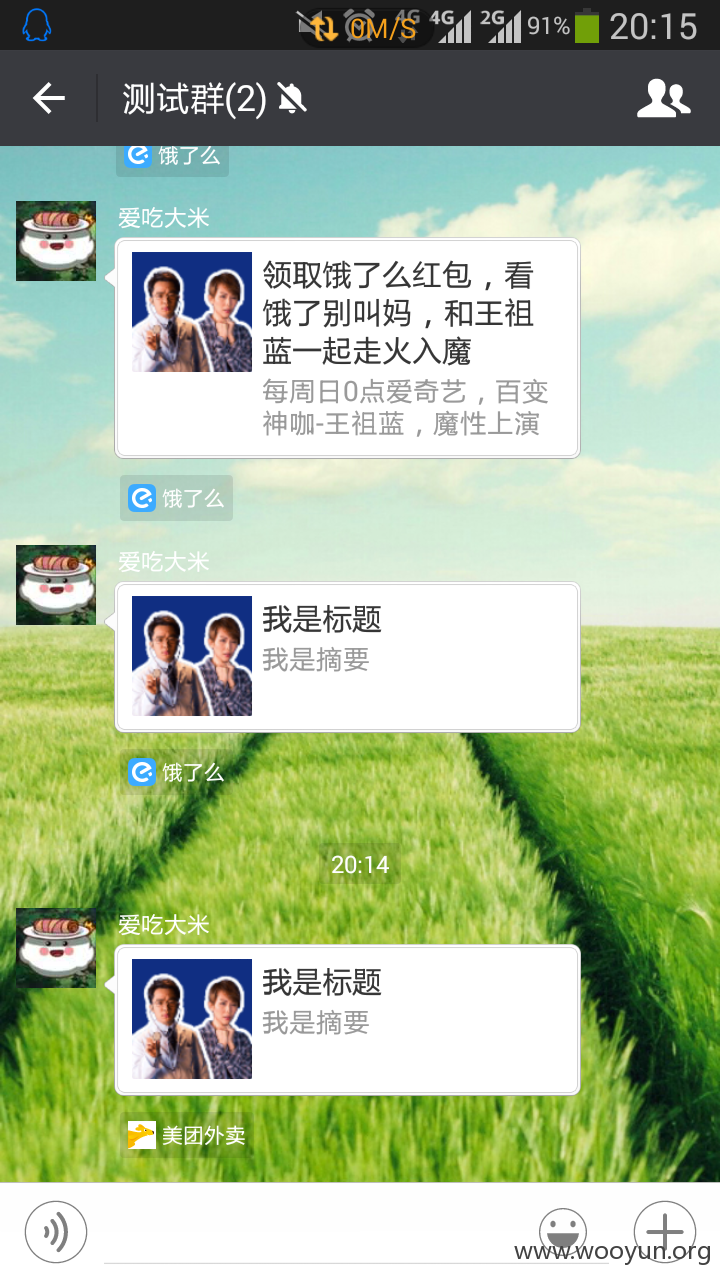 0M/S 4G 4G 2G 91% 20:15
测试群(2)
饿了么
爱吃大米
领取饿了么红包，看
饿了别叫妈，和王祖
蓝一起走火入魔
每周日0点爱奇艺，百变
神咖-王祖蓝，魔性上演
饿了么
爱吃大米
我是标题
我是摘要
饿了么
20:14
爱吃大米
我是标题
我是摘要
美团外卖
www.wooyun.org